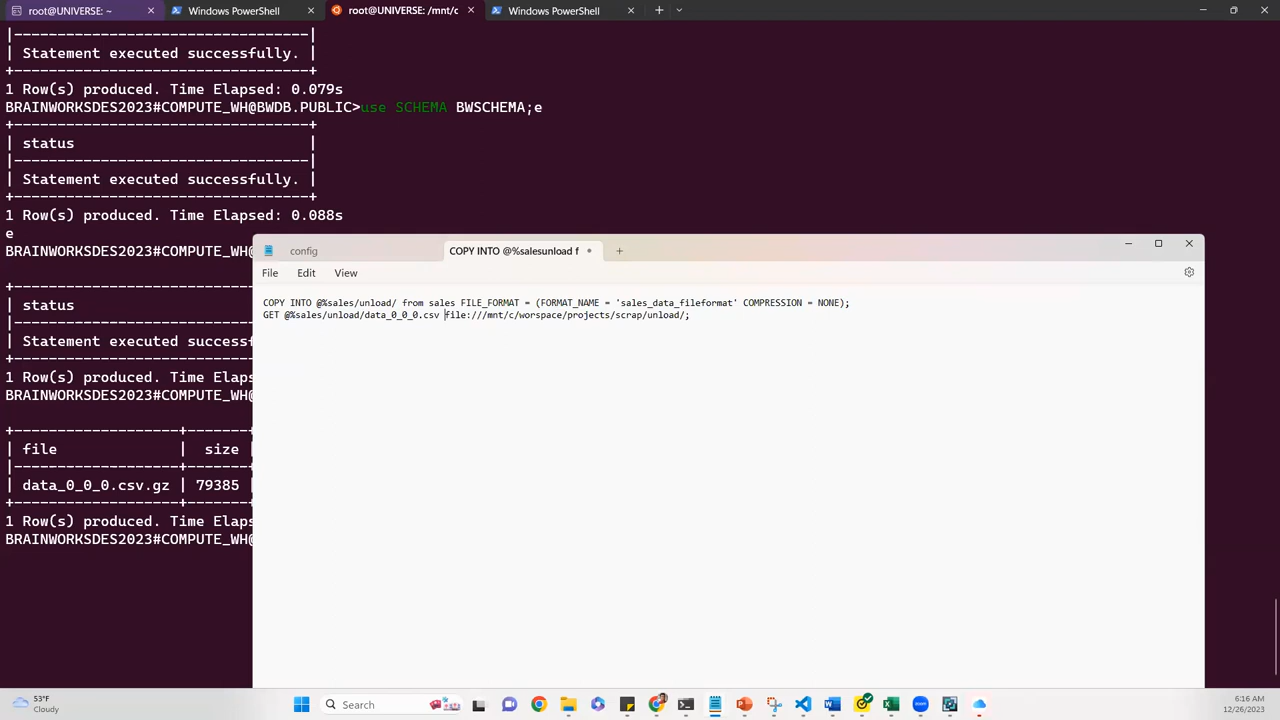 root@UNIVERSE: ~
Windows PowerShell
root@UNIVERSE: /mnt/c
Windows PowerShell
|----------------------------------|
| Statement executed successfully. |
+----------------------------------+
1 Row(s) produced. Time Elapsed: 0.079s
BRAINWORKSDES2023#COMPUTE_WH@BWDB.PUBLIC>use SCHEMA BWSCHEMA;e
+----------------------------------+
| status |
|----------------------------------|
| Statement executed successfully. |
+----------------------------------+
1 Row(s) produced. Time Elapsed: 0.088s
e
BRAINWORKSDES2023#COMPUTE_WH@
| status
| Statement executed success
1 Row(s) produced. Time Elaps
BRAINWORKSDES2023#COMPUTE_WH@
| file | size
| data_0_0_0.csv.gz | 79385
1 Row(s) produced. Time Elaps
BRAINWORKSDES2023#COMPUTE_WH@
config
COPY INTO @%salesunload f
File Edit View
COPY INTO @%sales/unload/ from sales FILE_FORMAT = (FORMAT_NAME = 'sales_data_fileformat' COMPRESSION = NONE);
GET @%sales/unload/data_0_0_0.csv file:///mnt/c/worspace/projects/scrap/unload/;
53°F
Cloudy
Search
6:16 AM
12/26/2023